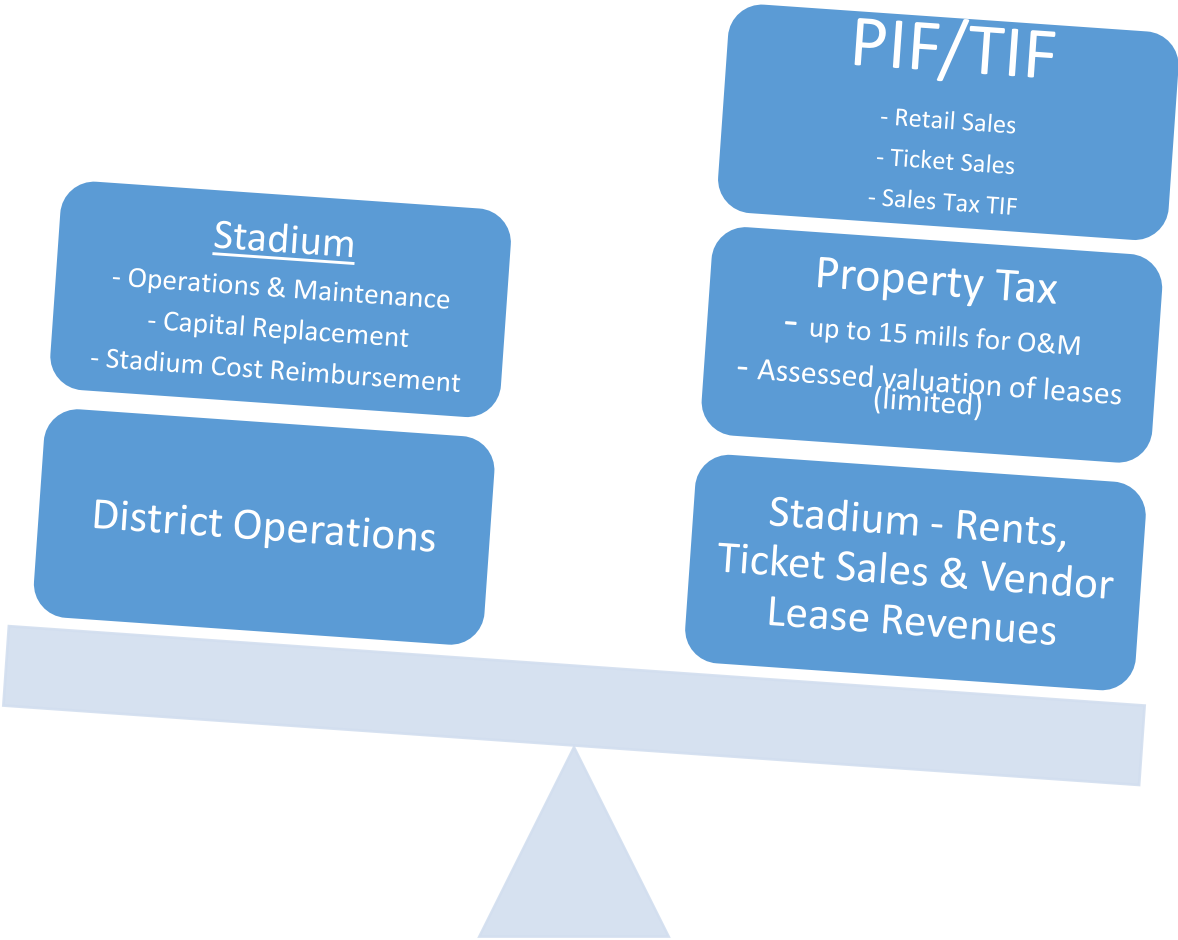 Stadium
- Operations & Maintenance
- Capital Replacement
- Stadium Cost Reimbursement
District Operations
PIF/TIF
- Retail Sales
- Ticket Sales
- Sales Tax TIF
Property Tax
- up to 15 mills for O&M
- Assessed valuation of leases
(limited)
Stadium - Rents,
Ticket Sales & Vendor
Lease Revenues